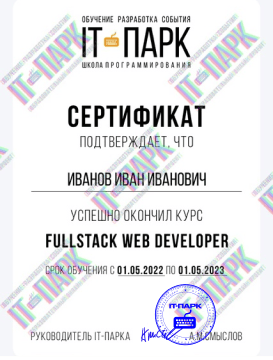 ОБУЧЕНИЕ РАЗРАБОТКА СОБЫТИЯ
IT ПАРК
ШКОЛА ПРОГРАММИРОВАНИЯ
СЕРТИФИКАТ
ПОДТВЕРЖДАЕТ, ЧТО
ИВАНОВ ИВАН ИВАНОВИЧ
УСПЕШНО ОКОНЧИЛ КУРС
FULLSTACK WEB DEVELOPER
СРОК ОБУЧЕНИЯ С 01.05.2022 ПО 01.05.2023
IT-ПАРК
РУКОВОДИТЕЛЬ IT-ПАРКА А.М.СМЫСЛОВ